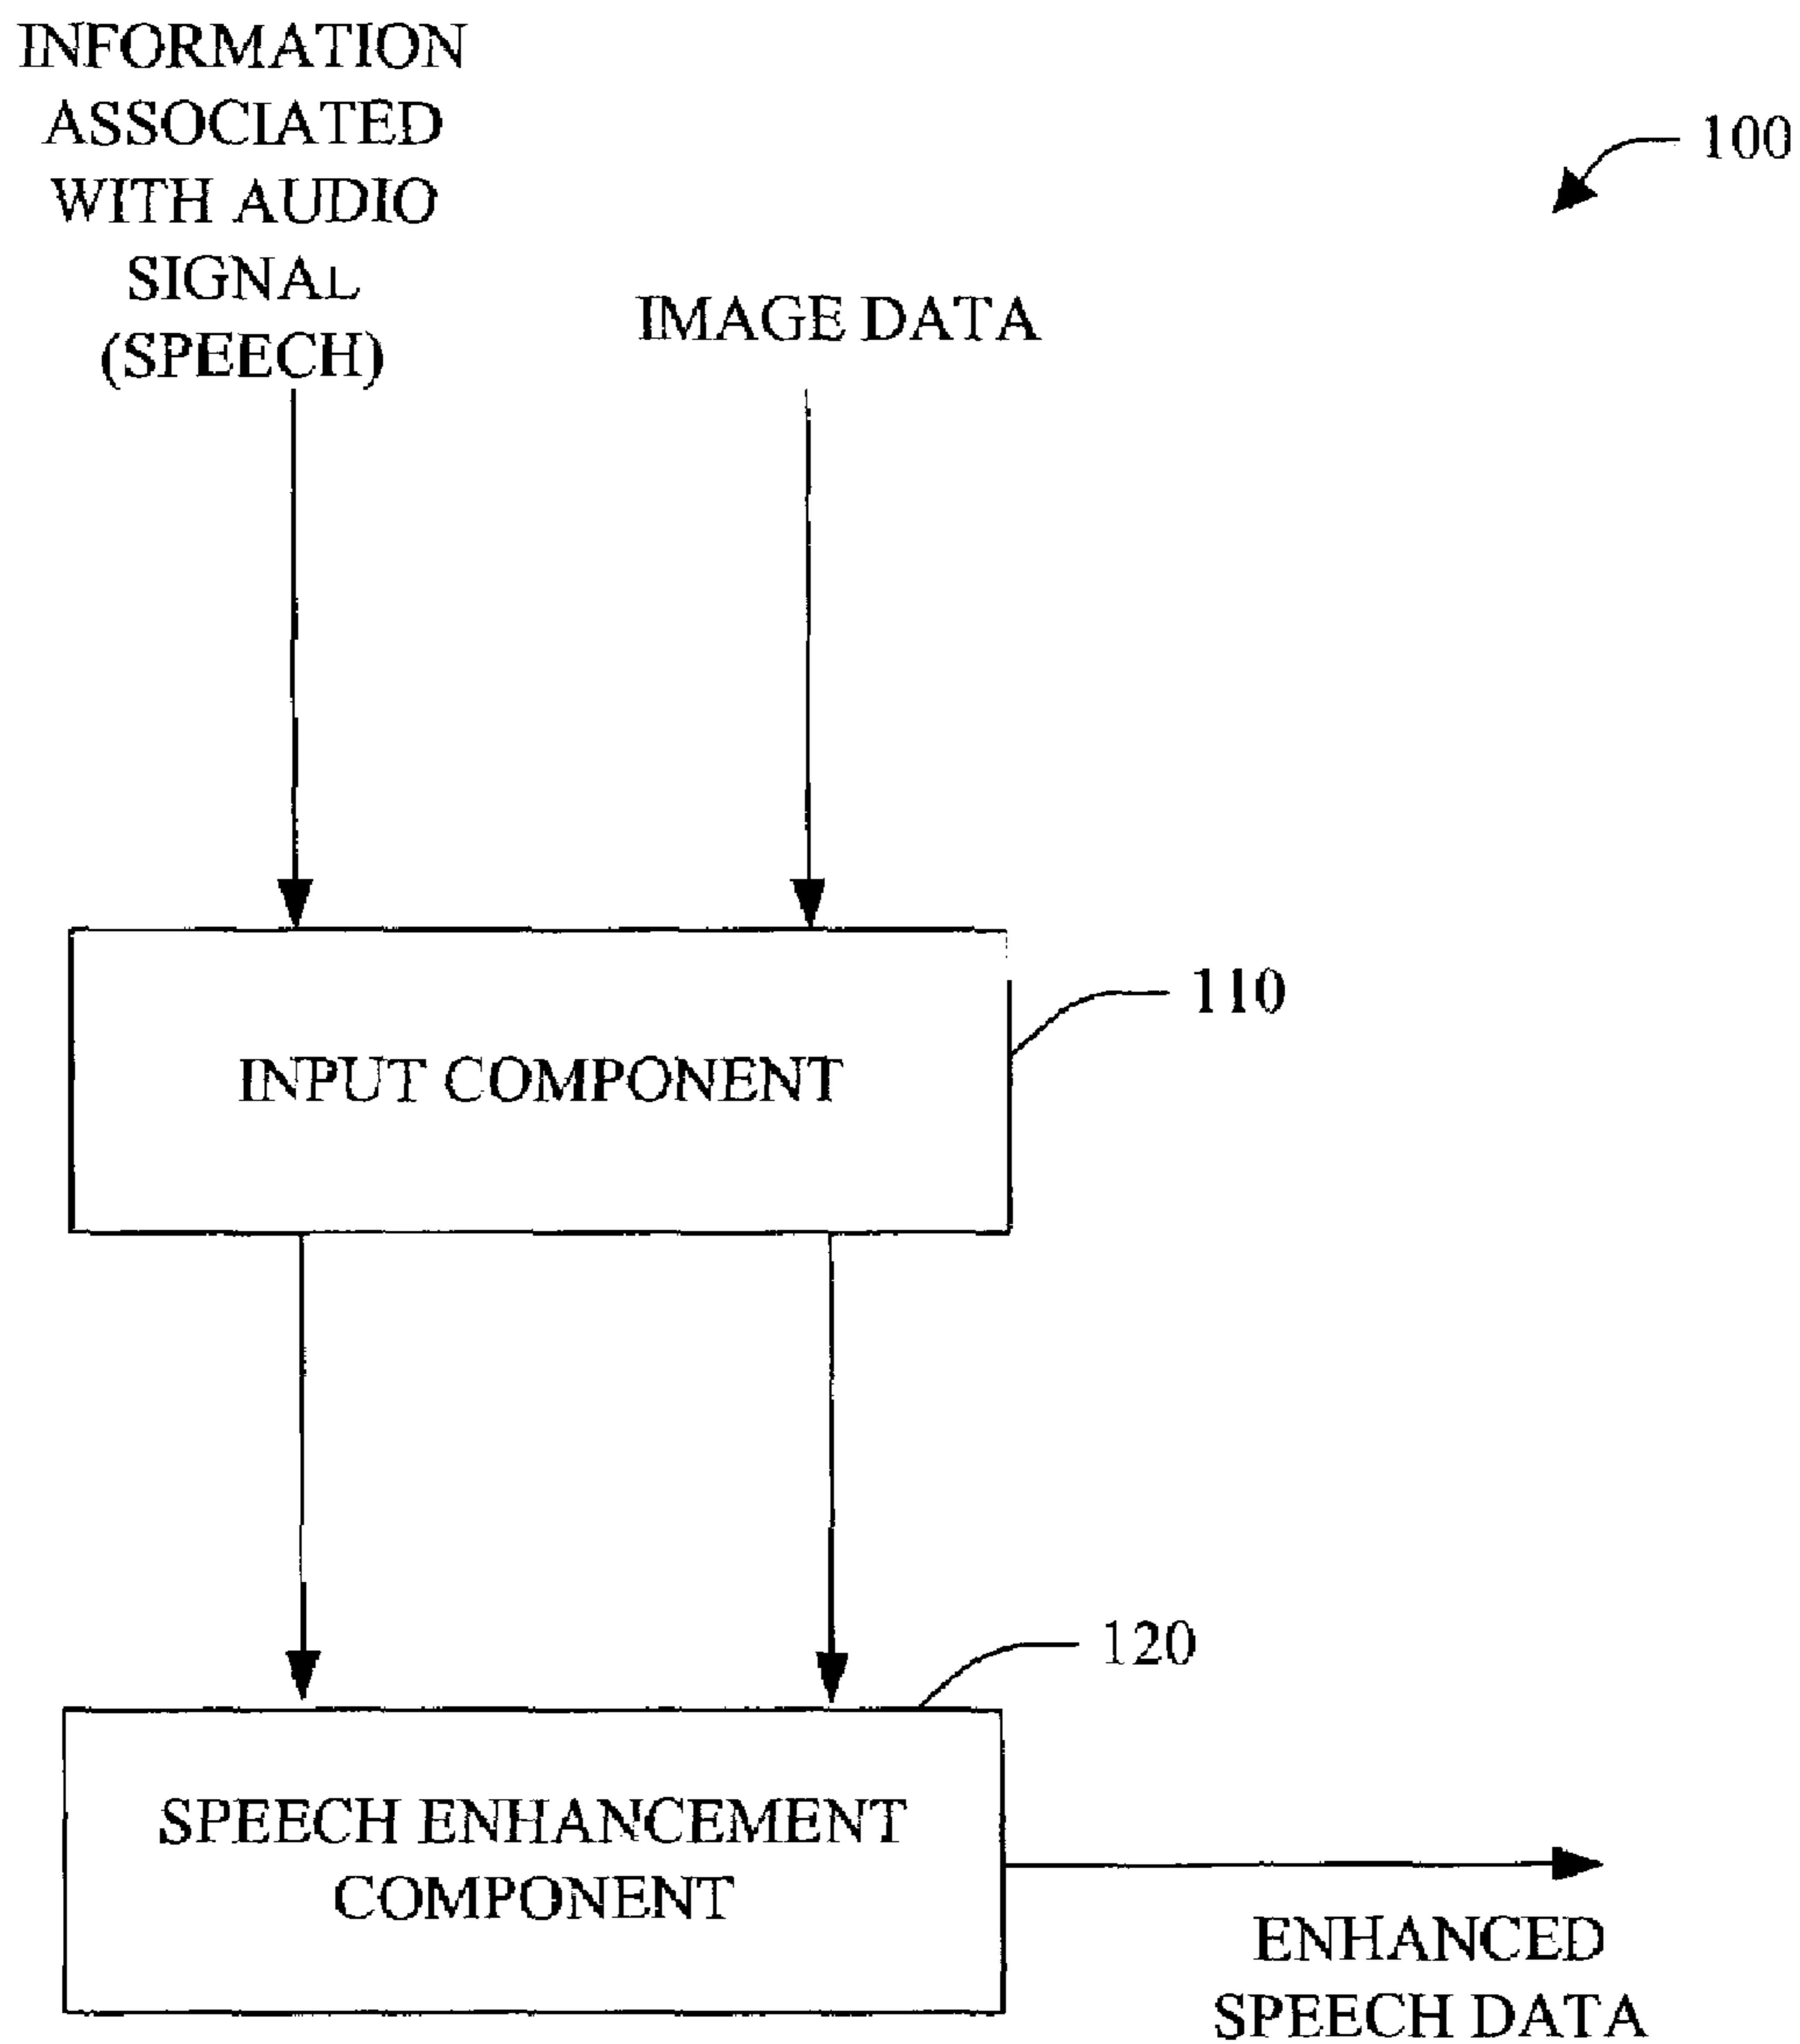 INFORMATION
ASSOCIATED
WITH AUDIO
SIGNAL
(SPEECH)
100
IMAGE DATA
110
INPUT COMPONENT
120
SPEECH ENHANCEMENT
COMPONENT
ENHANCED
SPEECH DATA